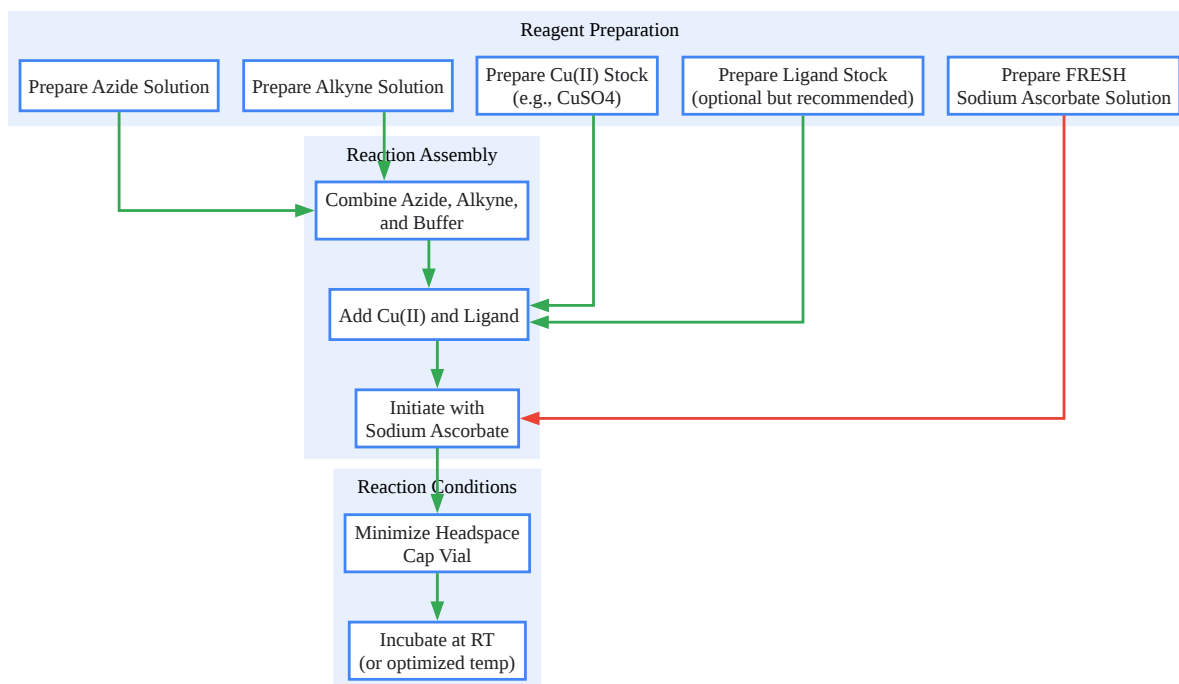 Reagent Preparation
Prepare Azide Solution
Prepare Alkyne Solution
Prepare Cu(II) Stock
(e.g., CuSO4)
Prepare Ligand Stock
(optional but recommended)
Prepare FRESH
Sodium Ascorbate Solution
Reaction Assembly
Combine Azide, Alkyne,
and Buffer
Add Cu(II) and Ligand
Initiate with
Sodium Ascorbate
Reaction Conditions
Minimize Headspace
Cap Vial
Incubate at RT
(or optimized temp)